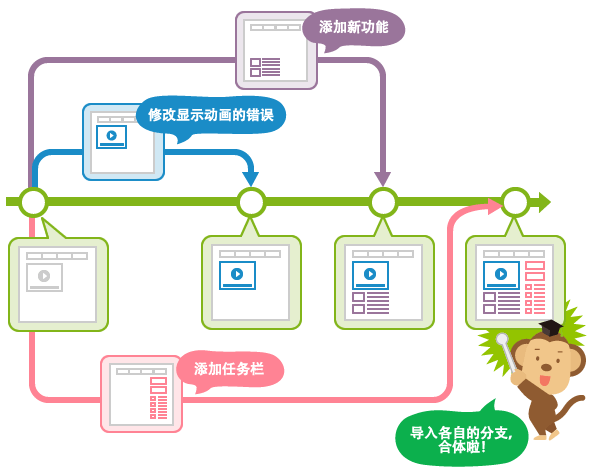 添加新功能
修改显示动画的错误
添加任务栏
导入各自的分支,
合体啦!